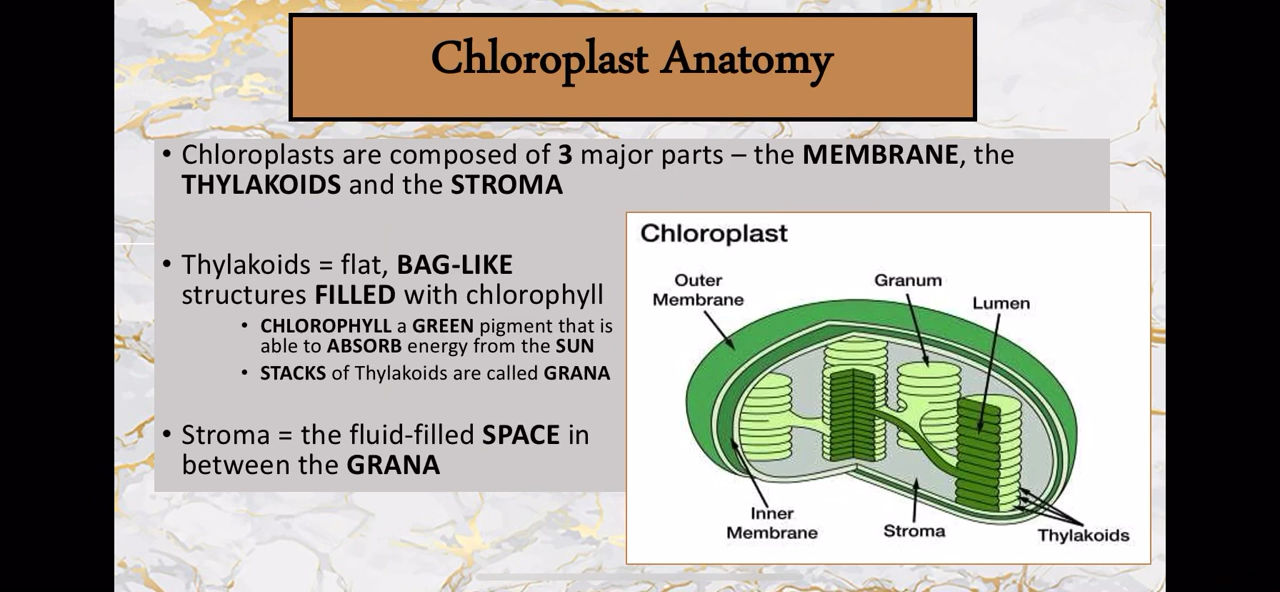 Chloroplast Anatomy
• Chloroplasts are composed of 3 major parts – the MEMBRANE, the
THYLAKOIDS and the STROMA
• Thylakoids = flat, BAG-LIKE
structures FILLED with chlorophyll
• CHLOROPHYLL a GREEN pigment that is
able to ABSORB energy from the SUN
• STACKS of Thylakoids are called GRANA
• Stroma = the fluid-filled SPACE in
between the GRANA
Chloroplast
Outer
Membrane
Granum
Lumen
Inner
Membrane
Stroma
Thylakoids